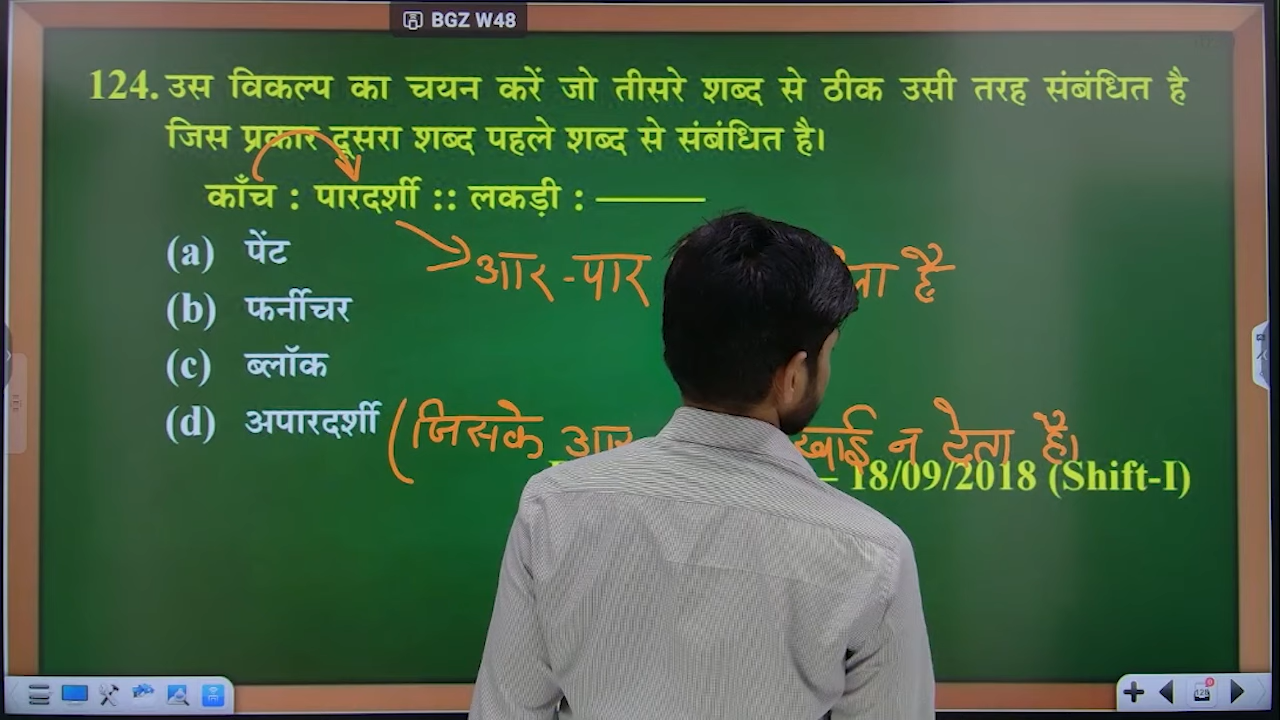 BGZ W48
124. उस विकल्प का चयन करें जो तीसरे शब्द से ठीक उसी तरह संबंधित है
जिस प्रकार दूसरा शब्द पहले शब्द से संबंधित है।
काँच : पारदर्शी :: लकड़ी : ———
(a) पेंट
आर-पार है
(b) फर्नीचर
(c) ब्लॉक
(d) अपारदर्शी (जिसके आर न देता है।
– 18/09/2018 (Shift-I)